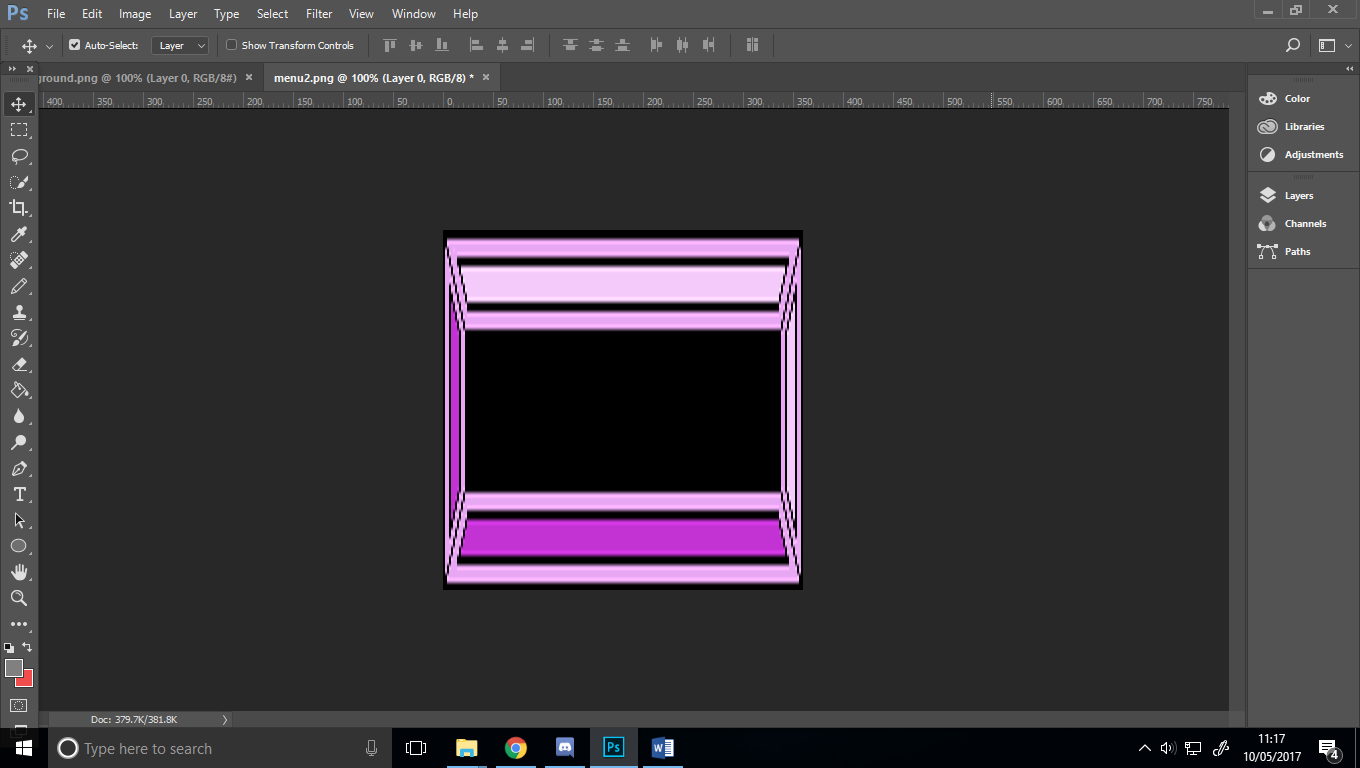 Ps File Edit Image Layer Type Select Filter View Window Help
Auto-Select: Layer Show Transform Controls
round.png @ 100% (Layer 0, RGB/8#) × menu2.png @ 100% (Layer 0, RGB/8) * ×
400 350 300 250 200 150 100 50 0 50 100 150 200 250 300 350 400 450 500 550 600 650 700 750
Color
Libraries
Adjustments
Layers
Channels
Paths
T
Doc: 379.7K/381.8K
Type here to search
Ps
W
11:17
10/05/2017
4